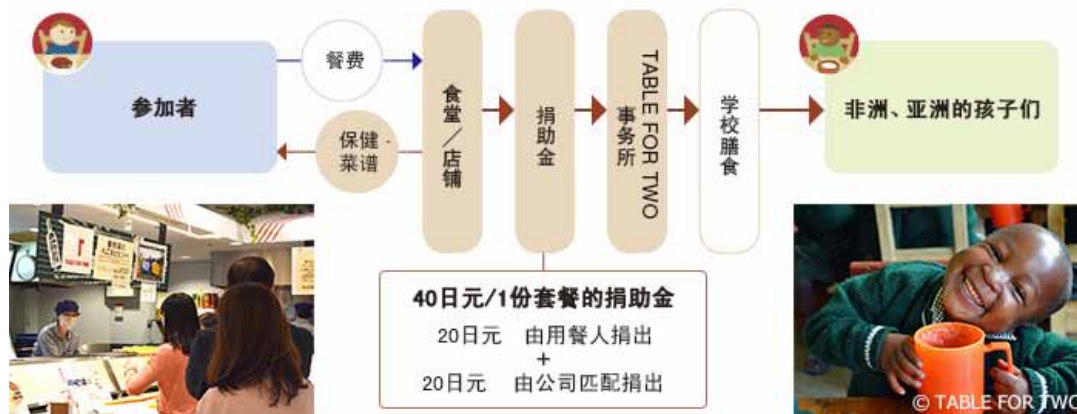 参加者
餐费
保健·
菜谱
食堂／店铺
捐助金
TABLE FOR TWO
事务所
学校膳食
非洲、亚洲的孩子们
40日元/1份套餐的捐助金
20日元 由用餐人捐出
+
20日元 由公司匹配捐出
© TABLE FOR TWO